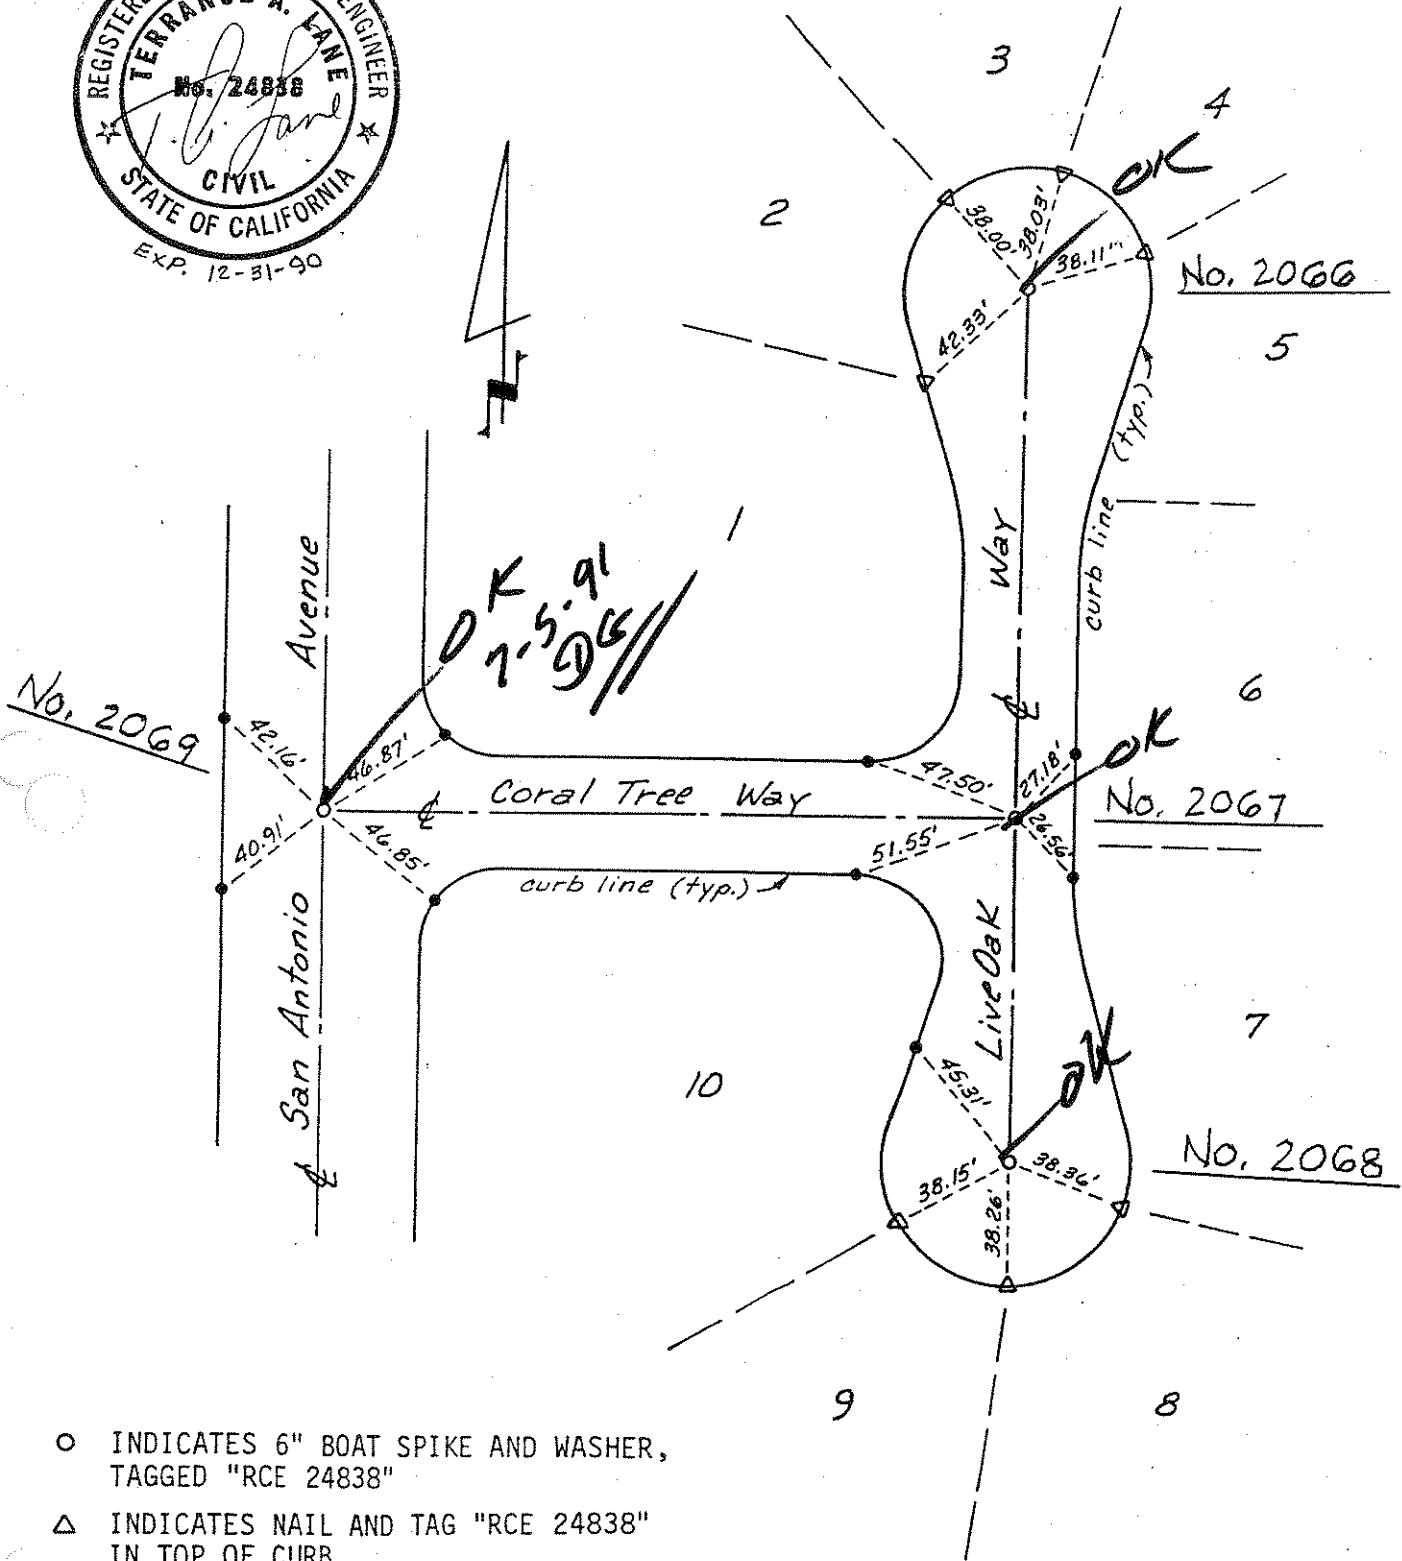 REGISTERED
ENGINEER
TERRANCE A. LANE
No. 24838
T. A. Lane
CIVIL
STATE OF CALIFORNIA
EXP. 12-31-90
3
4
OK
2
38.00'
38.03'
38.11'
No. 2066
42.33'
5
(typ.)
curb line
Way
1
OK
7.5.91
Avenue
No. 2069
42.16'
46.87'
6
OK
47.50'
27.18'
Coral Tree Way
No. 2067
40.91'
46.85'
51.55'
26.56'
curb line (typ.)
San Antonio
Live Oak
7
OK
10
45.31'
No. 2068
38.15'
38.36'
38.26'
9
8
INDICATES 6" BOAT SPIKE AND WASHER,
TAGGED "RCE 24838"
INDICATES NAIL AND TAG "RCE 24838"
IN TOP OF CURB